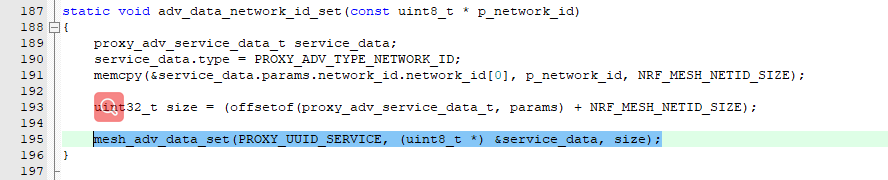 187 static void adv_data_network_id_set(const uint8_t * p_network_id)
188 {
189 proxy_adv_service_data_t service_data;
190 service_data.type = PROXY_ADV_TYPE_NETWORK_ID;
191 memcpy(&service_data.params.network_id.network_id[0], p_network_id, NRF_MESH_NETID_SIZE);
192
193 uint32_t size = (offsetof(proxy_adv_service_data_t, params) + NRF_MESH_NETID_SIZE);
194
195 mesh_adv_data_set(PROXY_UUID_SERVICE, (uint8_t *) &service_data, size);
196 }
197